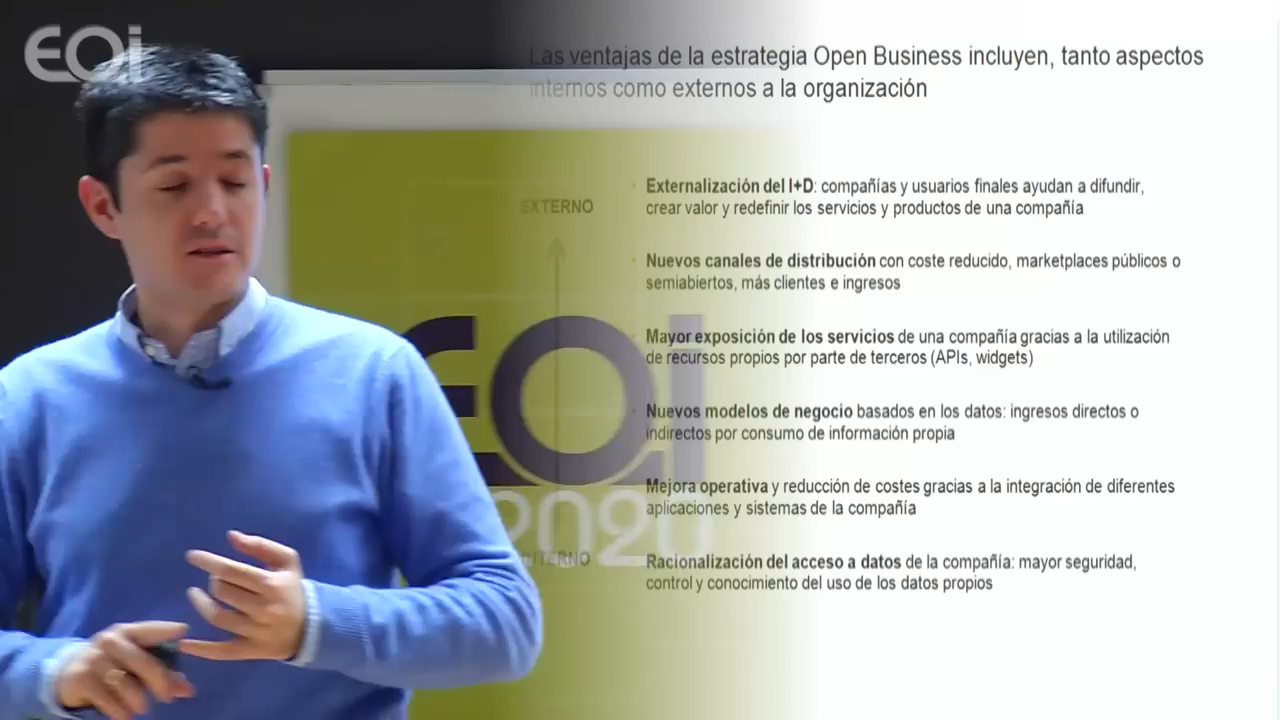 EOi
Las ventajas de la estrategia Open Business incluyen, tanto aspectos
internos como externos a la organización
EXTERNO
Externalización del I+D: compañías y usuarios finales ayudan a difundir,
crear valor y redefinir los servicios y productos de una compañía
Nuevos canales de distribución con coste reducido, marketplaces públicos o
semiabiertos, más clientes e ingresos
Mayor exposición de los servicios de una compañía gracias a la utilización
de recursos propios por parte de terceros (APIs, widgets)
Nuevos modelos de negocio basados en los datos: ingresos directos o
indirectos por consumo de información propia
EOi
2020
Mejora operativa y reducción de costes gracias a la integración de diferentes
aplicaciones y sistemas de la compañía
INTERNO
Racionalización del acceso a datos de la compañía: mayor seguridad,
control y conocimiento del uso de los datos propios